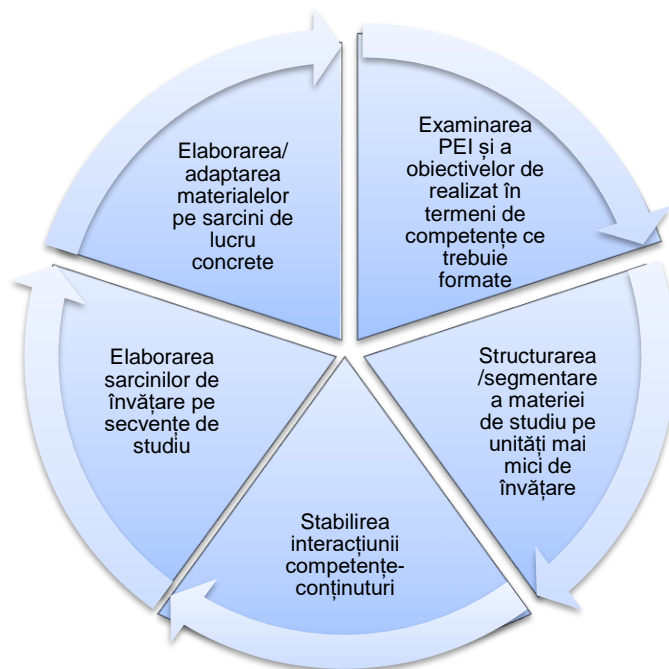 Examinarea
PEI și a
obiectivelor de
realizat în
termeni de
competențe ce
trebuie
formate
Structurarea
/segmentare
a materiei
de studiu pe
unități mai
mici de
învățare
Stabilirea
interacțiunii
competențe-
conținuturi
Elaborarea
sarcinilor de
învățare pe
secvențe de
studiu
Elaborarea/
adaptarea
materialelor
pe sarcini de
lucru
concrete